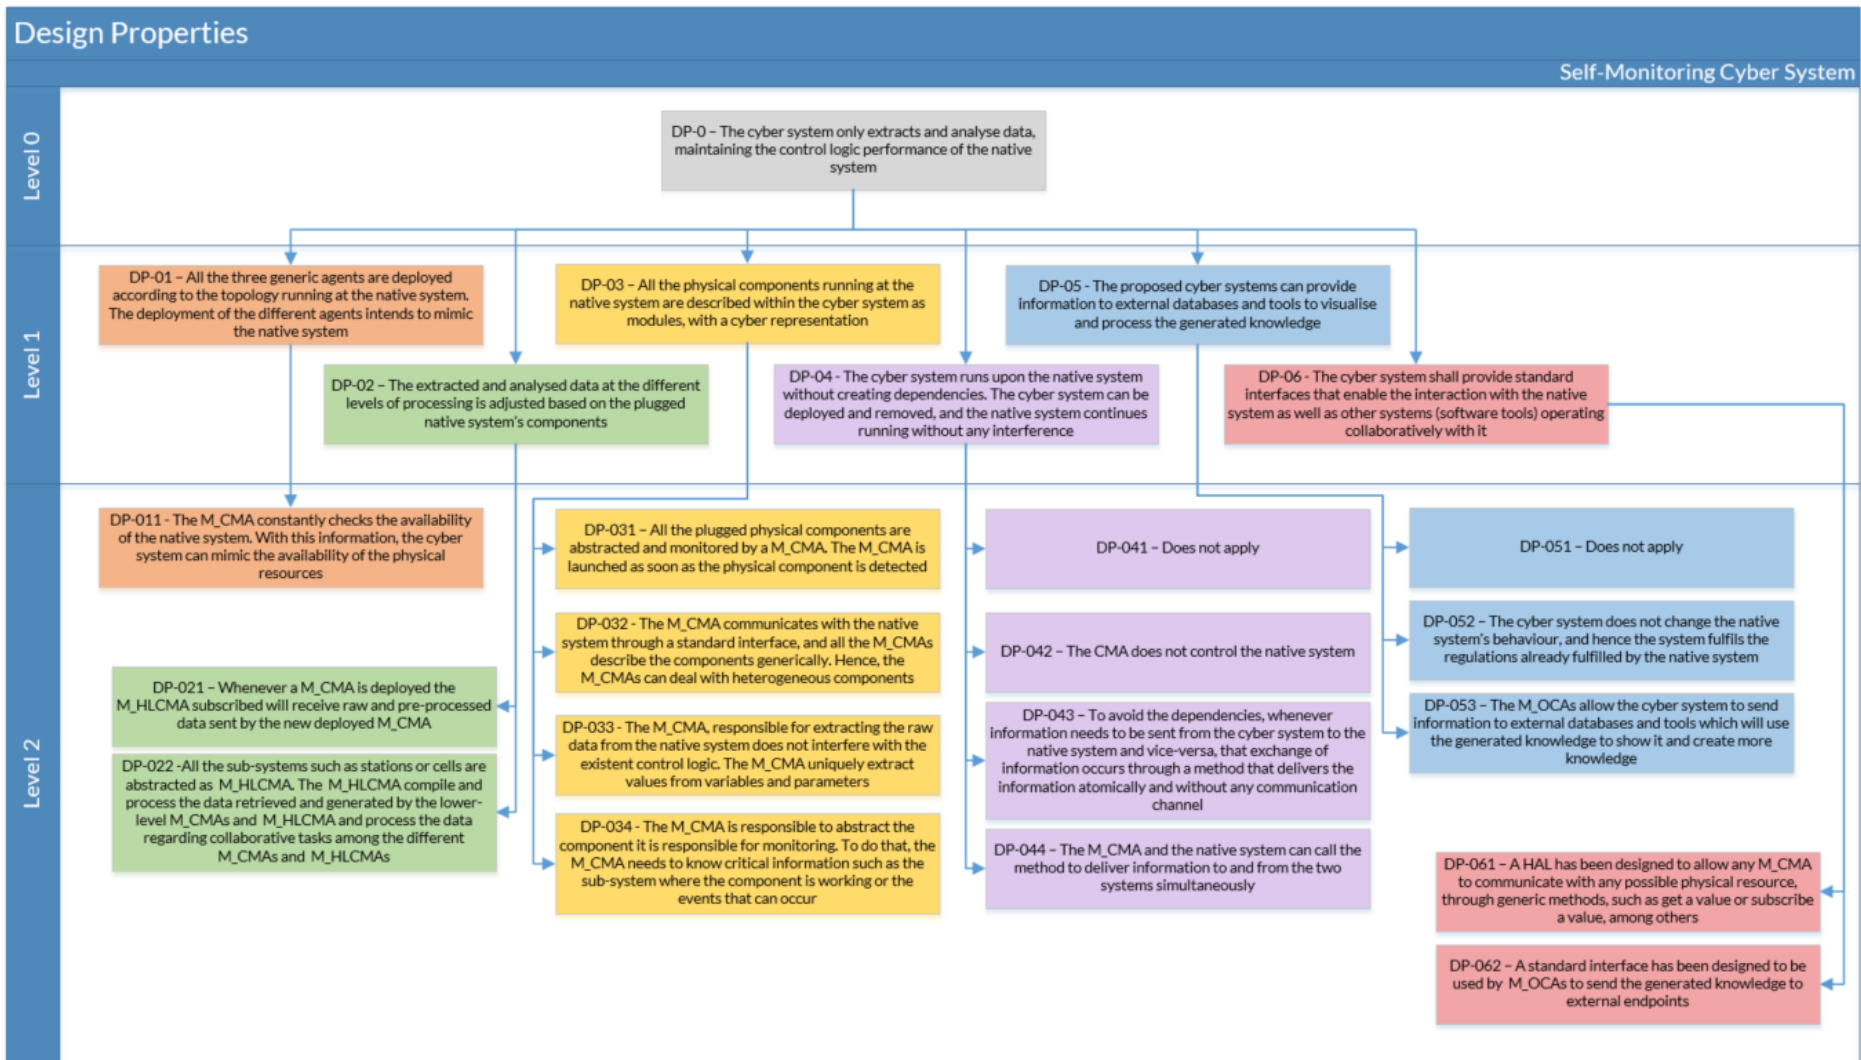 Design Properties
Self-Monitoring Cyber System
Level 0
DP-0 – The cyber system only extracts and analyse data,
maintaining the control logic performance of the native
system
Level 1
DP-01 – All the three generic agents are deployed
according to the topology running at the native system.
The deployment of the different agents intends to mimic
the native system
DP-03 – All the physical components running at the
native system are described within the cyber system as
modules, with a cyber representation
DP-05 - The proposed cyber systems can provide
information to external databases and tools to visualise
and process the generated knowledge
DP-02 – The extracted and analysed data at the different
levels of processing is adjusted based on the plugged
native system's components
DP-04 - The cyber system runs upon the native system
without creating dependencies. The cyber system can be
deployed and removed, and the native system continues
running without any interference
DP-06 - The cyber system shall provide standard
interfaces that enable the interaction with the native
system as well as other systems (software tools) operating
collaboratively with it
Level 2
DP-011 - The M_CMA constantly checks the availability
of the native system. With this information, the cyber
system can mimic the availability of the physical
resources
DP-021 – Whenever a M_CMA is deployed the
M_HLCMA subscribed will receive raw and pre-processed
data sent by the new deployed M_CMA
DP-022 -All the sub-systems such as stations or cells are
abstracted as M_HLCMA. The M_HLCMA compile and
process the data retrieved and generated by the lower-
level M_CMAs and M_HLCMA and process the data
regarding collaborative tasks among the different
M_CMAs and M_HLCMAs
DP-031 – All the plugged physical components are
abstracted and monitored by a M_CMA. The M_CMA is
launched as soon as the physical component is detected
DP-032 - The M_CMA communicates with the native
system through a standard interface, and all the M_CMAs
describe the components generically. Hence, the
M_CMAs can deal with heterogeneous components
DP-033 - The M_CMA, responsible for extracting the raw
data from the native system does not interfere with the
existent control logic. The M_CMA uniquely extract
values from variables and parameters
DP-034 - The M_CMA is responsible to abstract the
component it is responsible for monitoring. To do that, the
M_CMA needs to know critical information such as the
sub-system where the component is working or the
events that can occur
DP-041 – Does not apply
DP-042 – The CMA does not control the native system
DP-043 – To avoid the dependencies, whenever
information needs to be sent from the cyber system to the
native system and vice-versa, that exchange of
information occurs through a method that delivers the
information atomically and without any communication
channel
DP-044 – The M_CMA and the native system can call the
method to deliver information to and from the two
systems simultaneously
DP-051 – Does not apply
DP-052 – The cyber system does not change the native
system's behaviour, and hence the system fulfils the
regulations already fulfilled by the native system
DP-053 – The M_OCAs allow the cyber system to send
information to external databases and tools which will use
the generated knowledge to show it and create more
knowledge
DP-061 – A HAL has been designed to allow any M_CMA
to communicate with any possible physical resource,
through generic methods, such as get a value or subscribe
a value, among others
DP-062 – A standard interface has been designed to be
used by M_OCAs to send the generated knowledge to
external endpoints